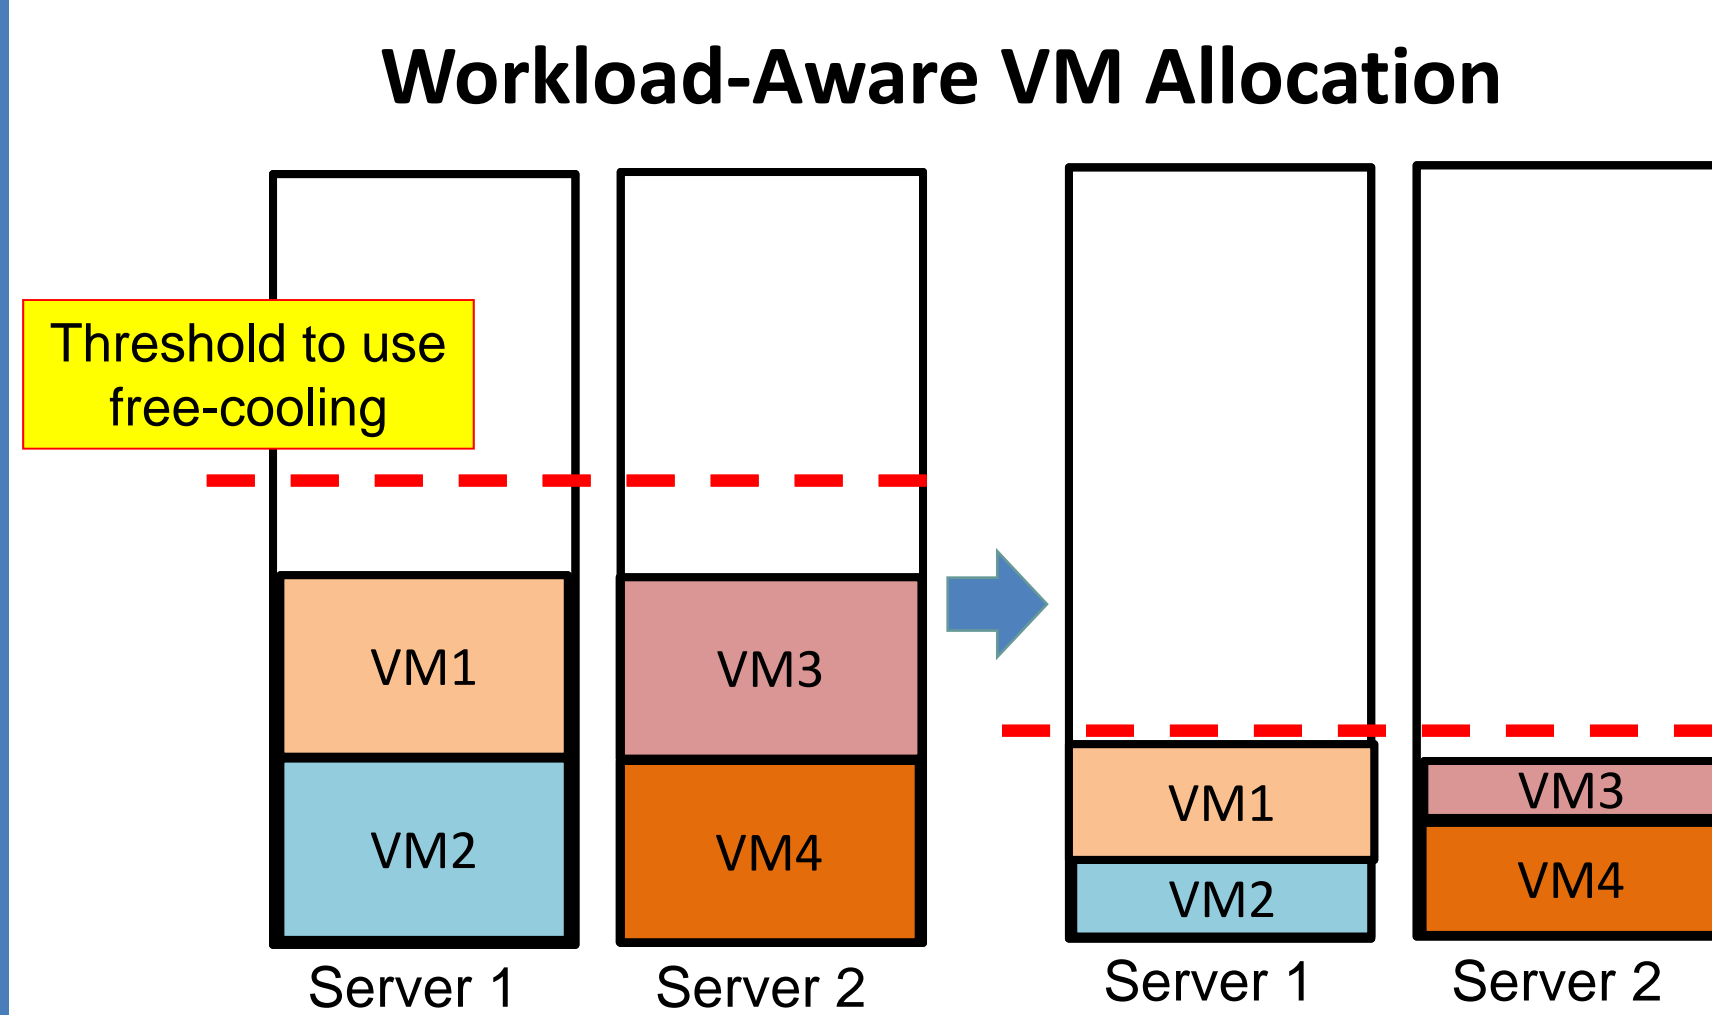 Workload-Aware VM Allocation
Threshold to use
free-cooling
VM1
VM2
VM3
VM4
Server 1
Server 2
VM1
VM2
VM3
VM4
Server 1
Server 2